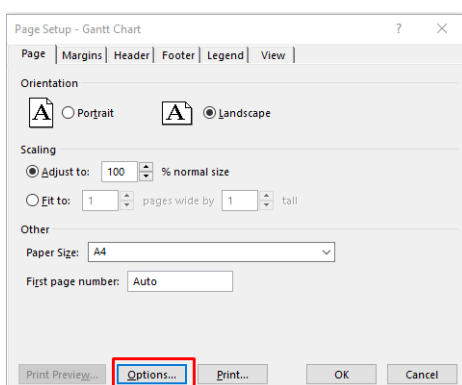 Page Setup - Gantt Chart ? ×
Page Margins Header Footer Legend View
Orientation
A Portrait A Landscape
Scaling
Adjust to: 100 % normal size
Fit to: 1 pages wide by 1 tall
Other
Paper Size: A4
First page number: Auto
Print Preview... Options... Print... OK Cancel